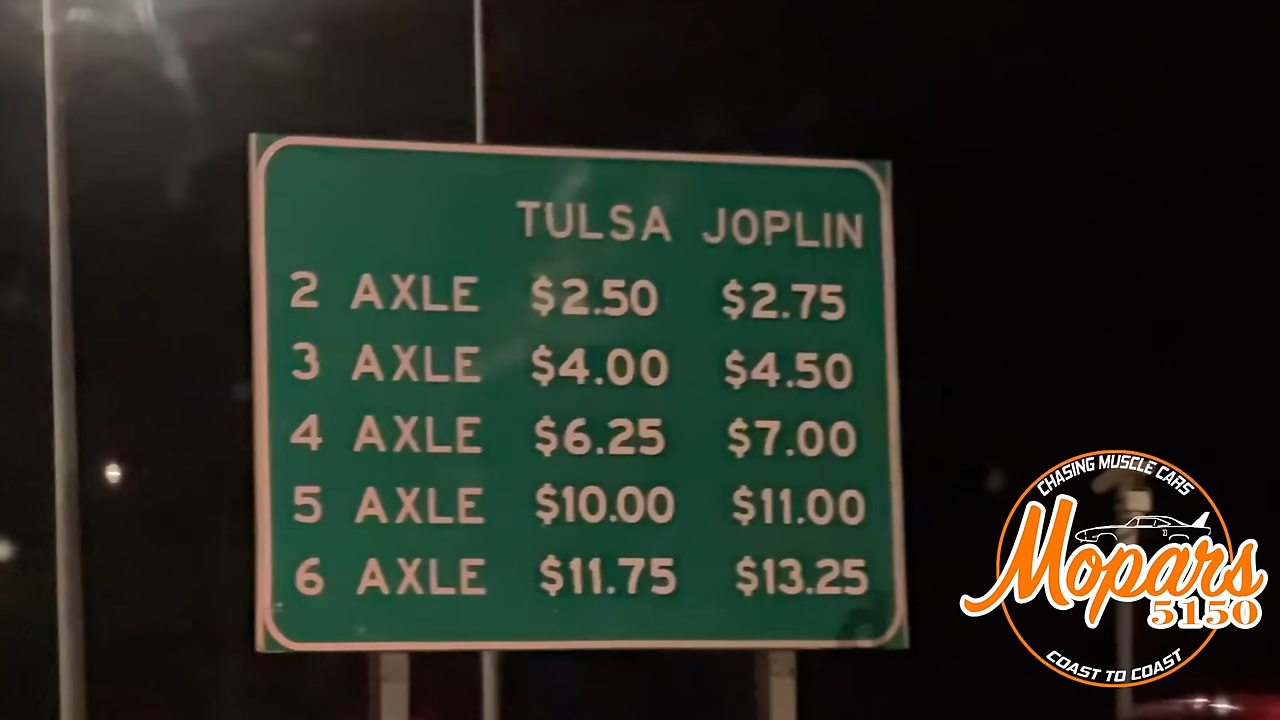 TULSA JOPLIN
2 AXLE $2.50 $2.75
3 AXLE $4.00 $4.50
4 AXLE $6.25 $7.00
5 AXLE $10.00 $11.00
6 AXLE $11.75 $13.25
CHASING MUSCLE CARS
Mopars
5150
COAST TO COAST